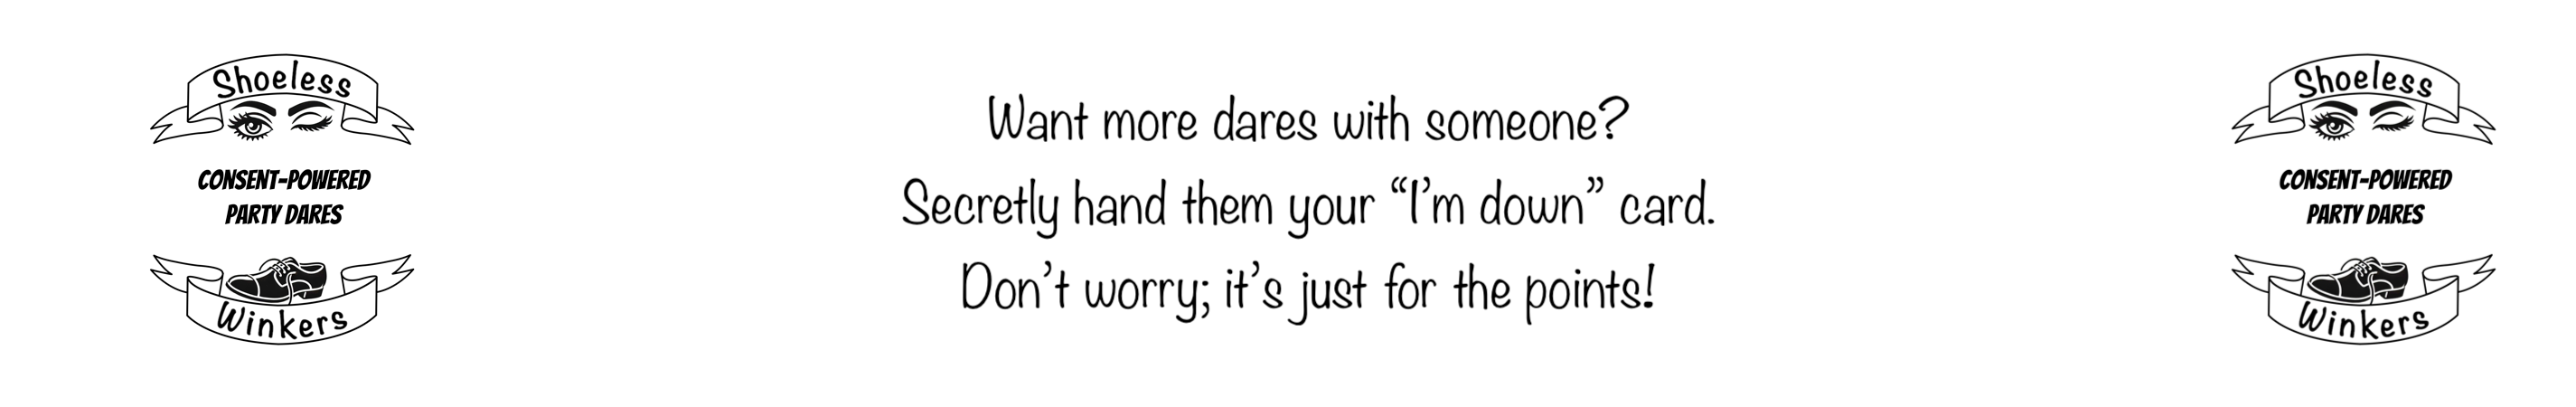 Shoeless
CONSENT-POWERED
PARTY DARES
Winkers
Want more dares with someone?
Secretly hand them your “I’m down” card.
Don’t worry; it’s just for the points!
Shoeless
CONSENT-POWERED
PARTY DARES
Winkers